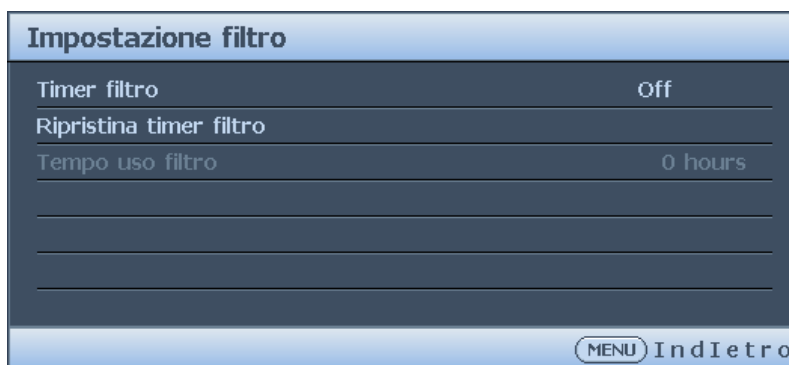 Impostazione filtro
Timer filtro Off
Ripristina timer filtro
Tempo uso filtro 0 hours
MENU IndIetro